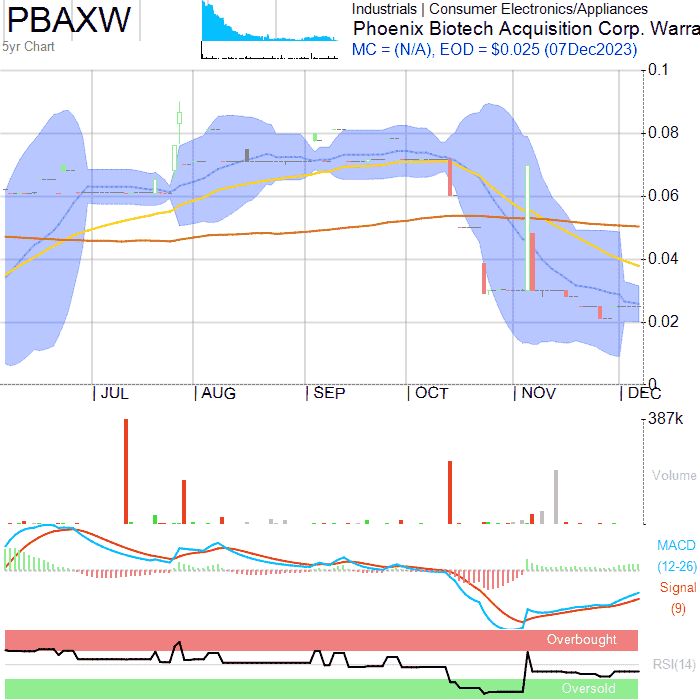 PBAXW
5yr Chart
Industrials | Consumer Electronics/Appliances
Phoenix Biotech Acquisition Corp. Warra
MC = (N/A), EOD = $0.025 (07Dec2023)
0.1
0.08
0.06
0.04
0.02
0
JUL AUG SEP OCT NOV DEC
387k
Volume
MACD
(12-26)
Signal
(9)
Overbought
RSI(14)
Oversold